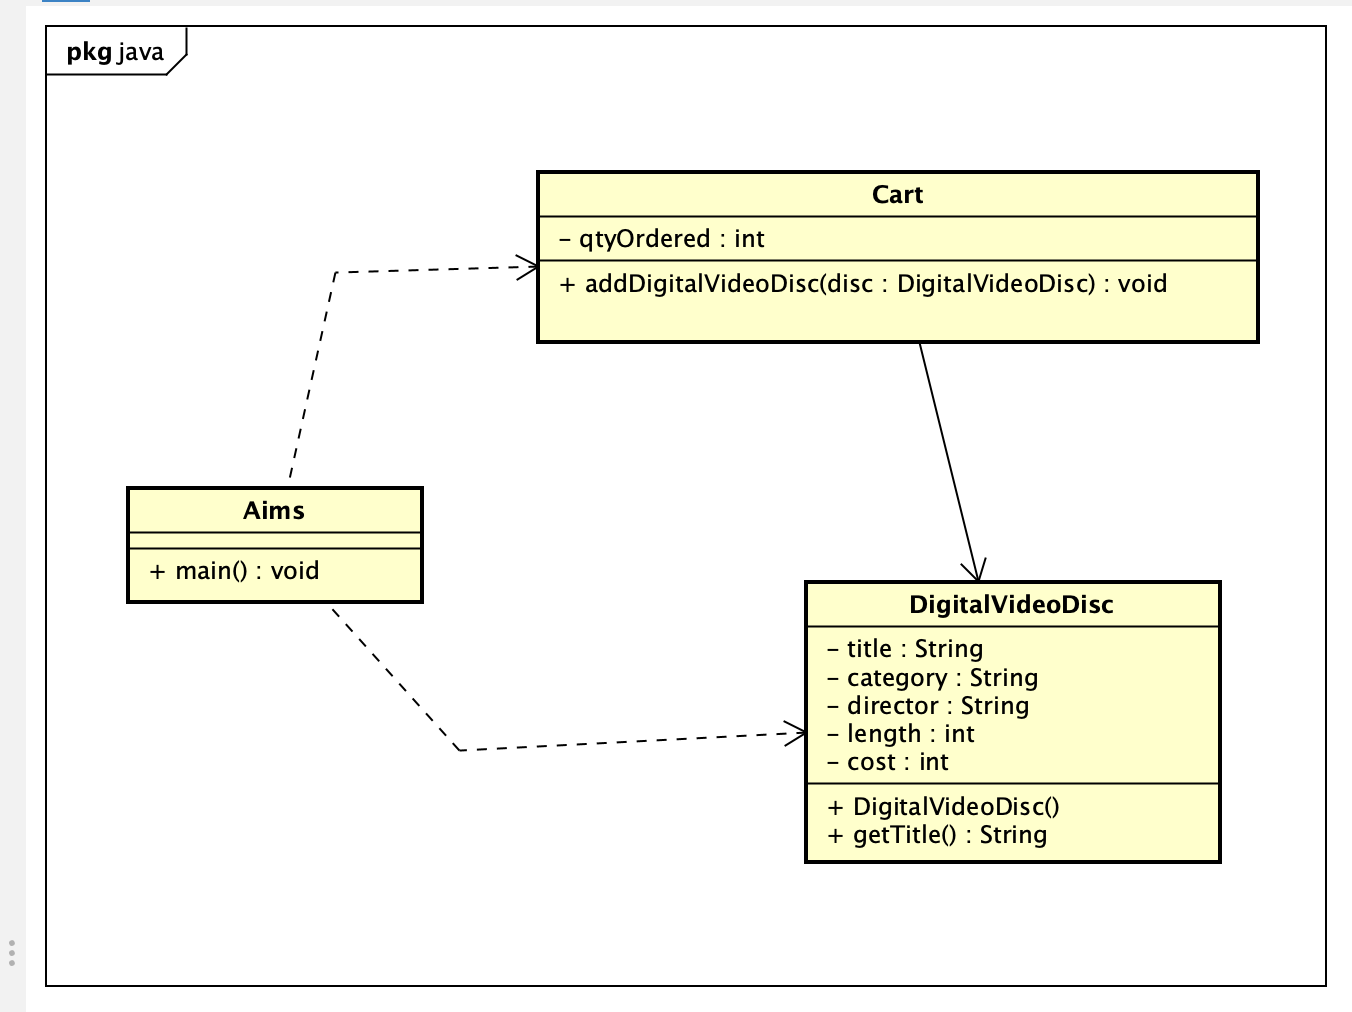 pkg java
Cart
- qtyOrdered : int
+ addDigitalVideoDisc(disc : DigitalVideoDisc) : void
Aims
+ main() : void
DigitalVideoDisc
- title : String
- category : String
- director : String
- length : int
- cost : int
+ DigitalVideoDisc()
+ getTitle() : String